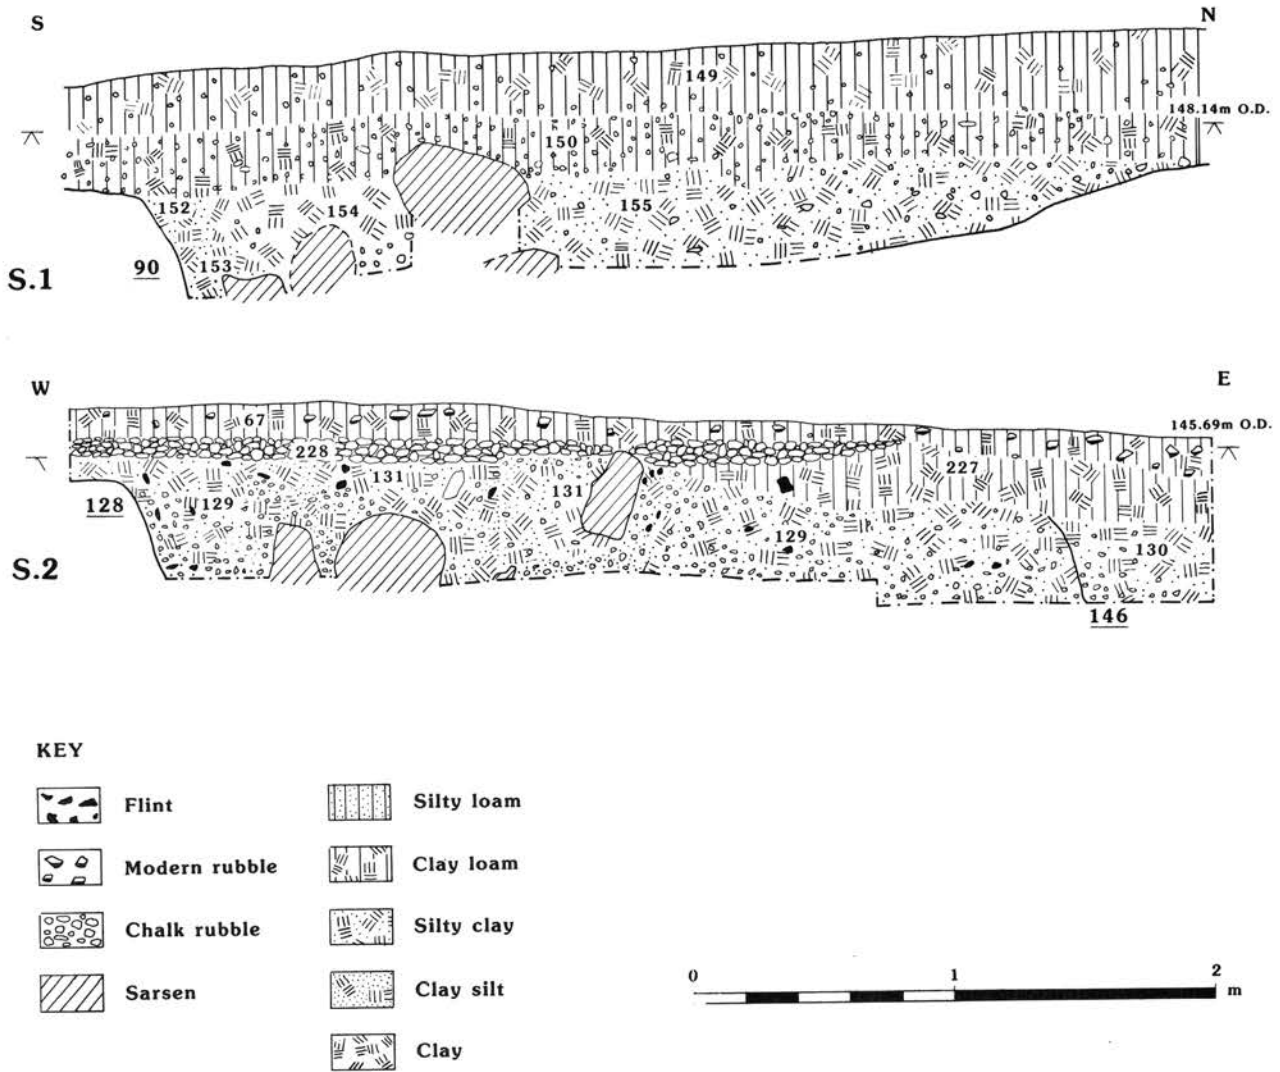 S N
149
148.14m O.D.
150
152 154 155
90 153
S.1
W E
67
145.69m O.D.
228 227
131 131
128 129 129 130
S.2
146
KEY
Flint
Modern rubble
Chalk rubble
Sarsen
Silty loam
Clay loam
Silty clay
Clay silt
Clay
0 1 2
m